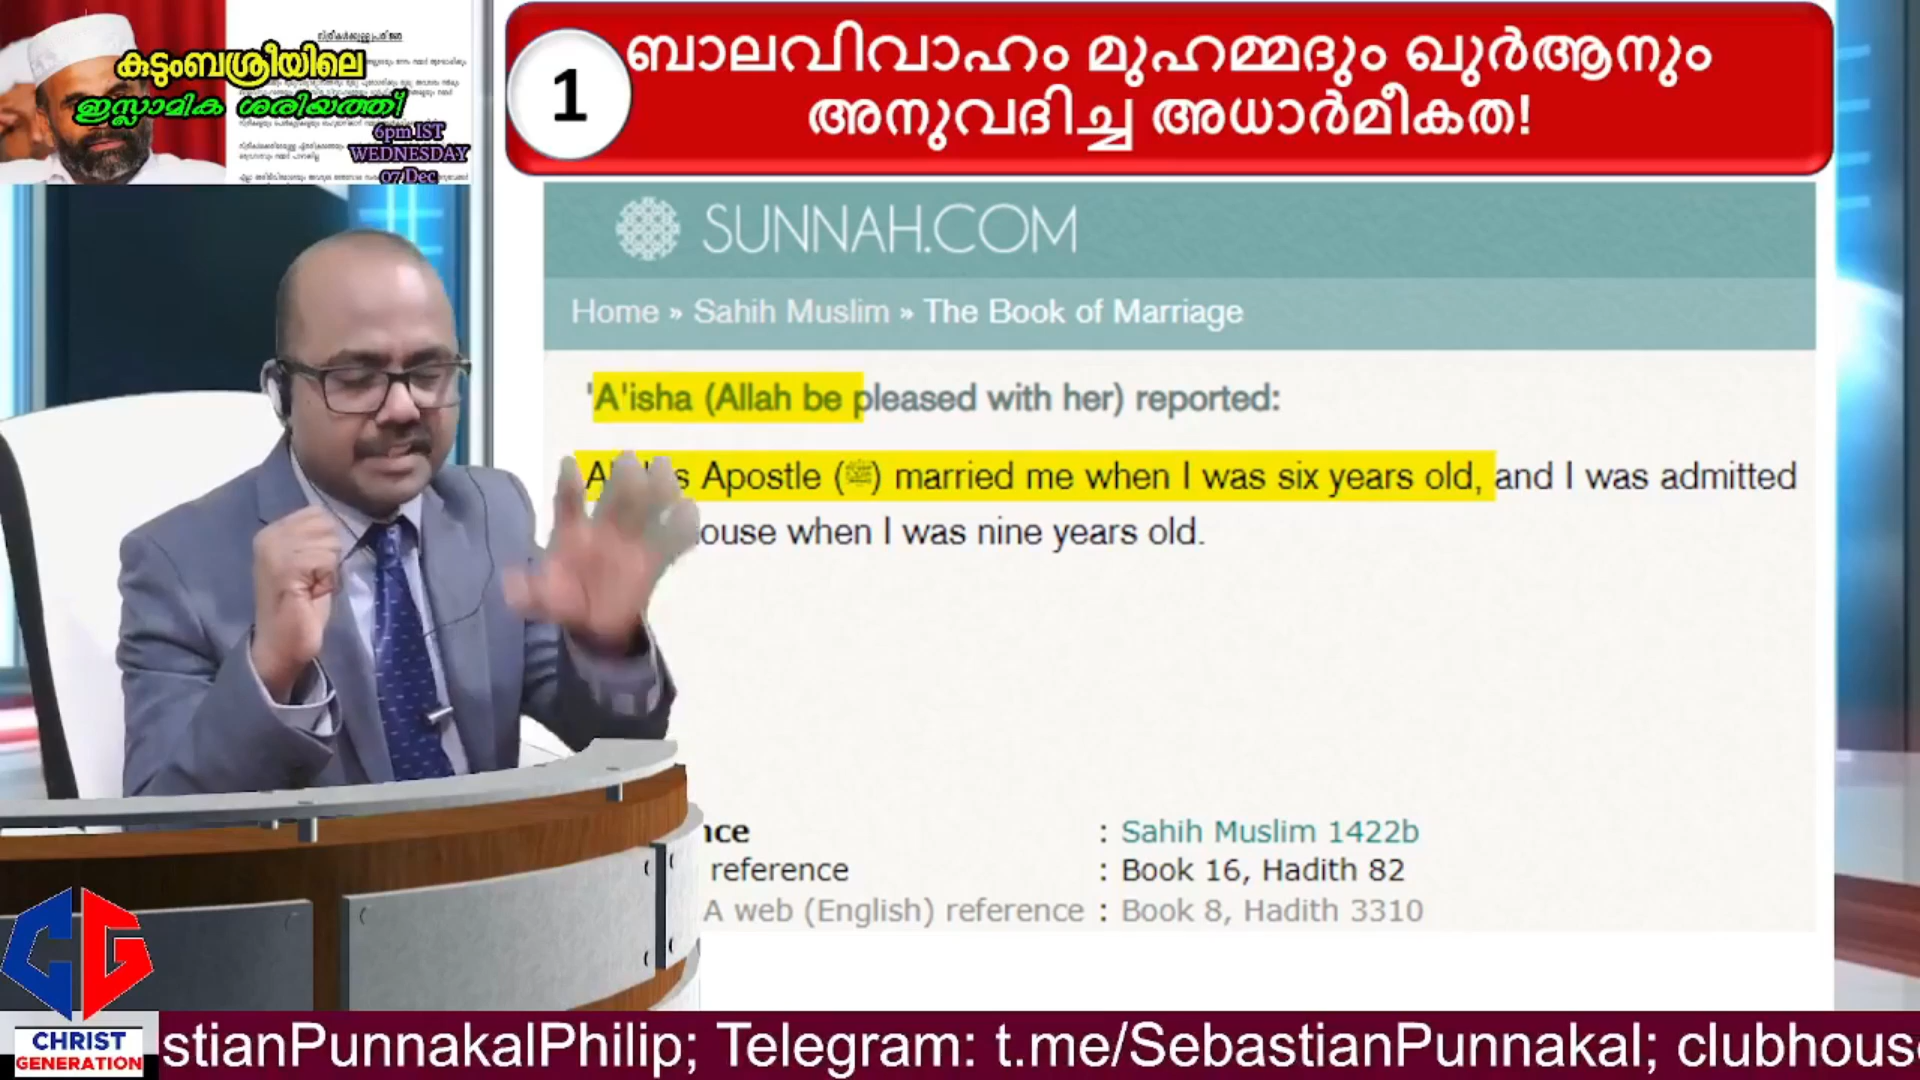 കുടുംബശ്രീയിലെ
ഇസ്ലാമിക ശരിയത്ത്
6pm IST
WEDNESDAY
07 Dec
1
ബാലവിവാഹം മുഹമ്മദും ഖുർആനും
അനുവദിച്ച അധാർമീകത!
SUNNAH.COM
Home » Sahih Muslim » The Book of Marriage
'A'isha (Allah be pleased with her) reported:
Apostle (ﷺ) married me when I was six years old, and I was admitted
ouse when I was nine years old.
nce : Sahih Muslim 1422b
reference : Book 16, Hadith 82
A web (English) reference : Book 8, Hadith 3310
CG
CHRIST
GENERATION
stianPunnakalPhilip; Telegram: t.me/SebastianPunnakal; clubhous